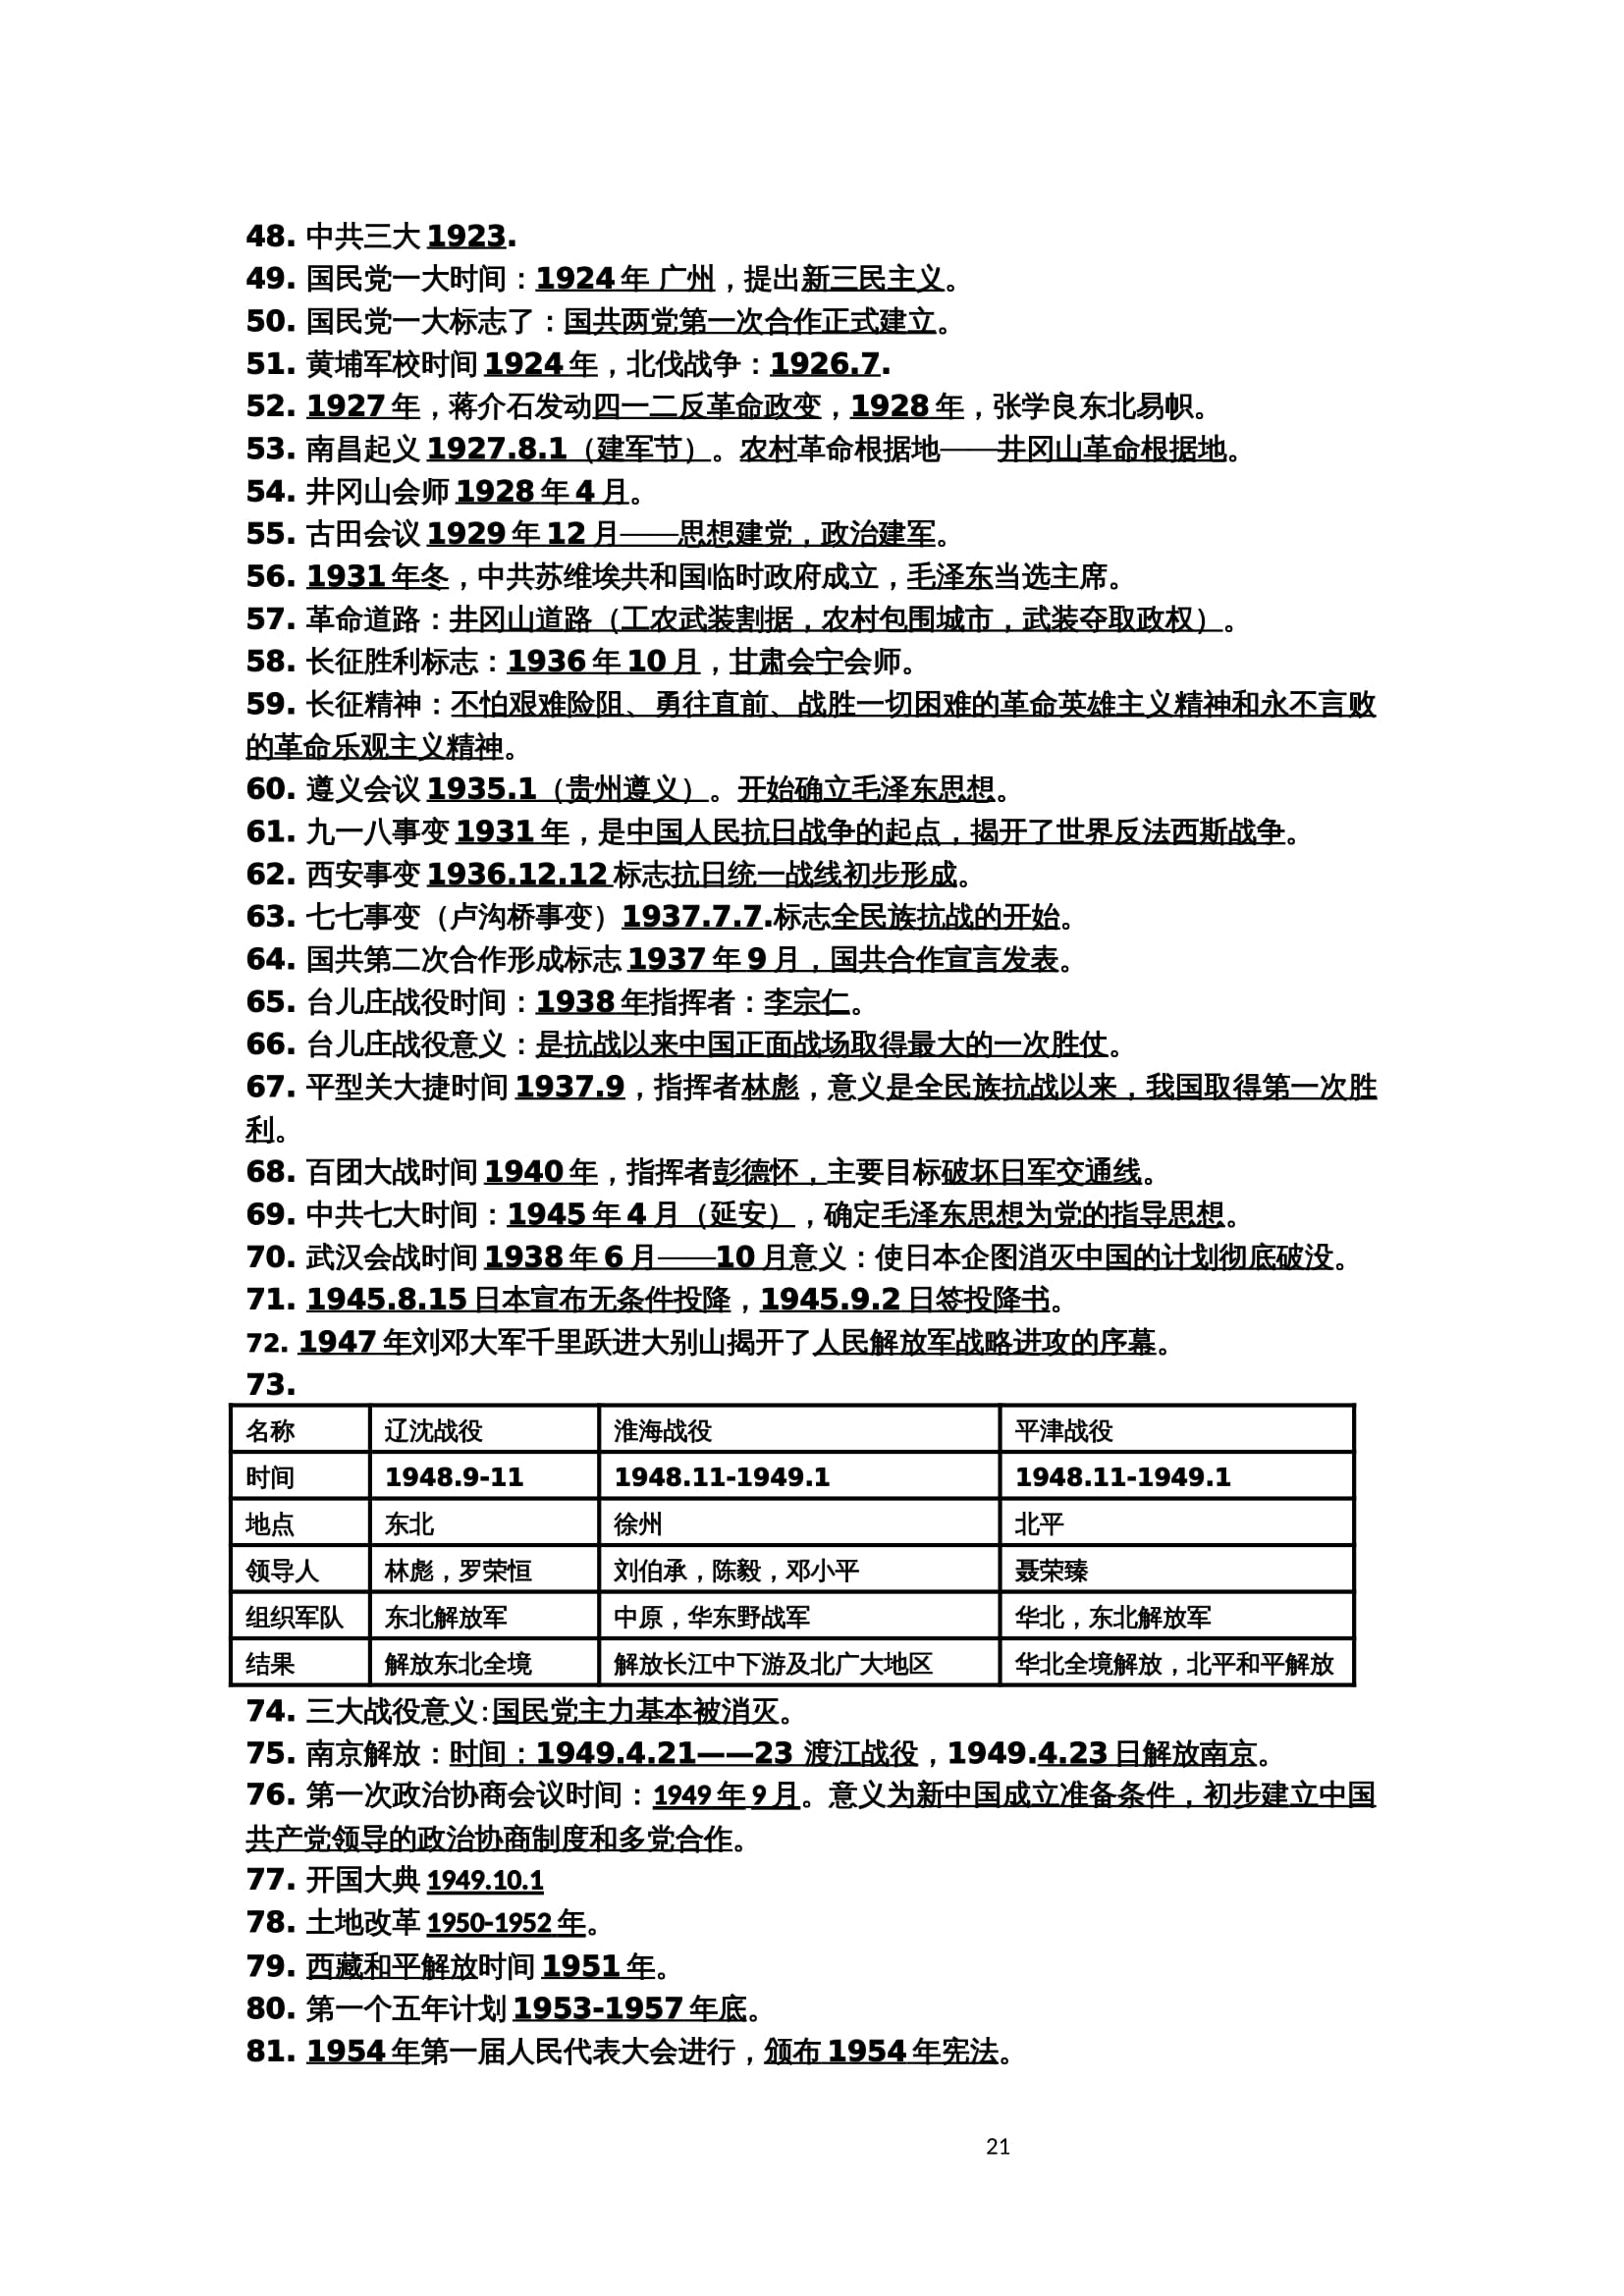 48. 中共三大 1923.
49. 国民党一大时间：1924 年 广州，提出新三民主义。
50. 国民党一大标志了：国共两党第一次合作正式建立。
51. 黄埔军校时间 1924 年，北伐战争：1926.7.
52. 1927 年，蒋介石发动四一二反革命政变，1928 年，张学良东北易帜。
53. 南昌起义 1927.8.1（建军节）。农村革命根据地——井冈山革命根据地。
54. 井冈山会师 1928 年 4 月。
55. 古田会议 1929 年 12 月——思想建党，政治建军。
56. 1931 年冬，中共苏维埃共和国临时政府成立，毛泽东当选主席。
57. 革命道路：井冈山道路（工农武装割据，农村包围城市，武装夺取政权）。
58. 长征胜利标志：1936 年 10 月，甘肃会宁会师。
59. 长征精神：不怕艰难险阻、勇往直前、战胜一切困难的革命英雄主义精神和永不言败
的革命乐观主义精神。
60. 遵义会议 1935.1（贵州遵义）。开始确立毛泽东思想。
61. 九一八事变 1931 年，是中国人民抗日战争的起点，揭开了世界反法西斯战争。
62. 西安事变 1936.12.12 标志抗日统一战线初步形成。
63. 七七事变（卢沟桥事变）1937.7.7.标志全民族抗战的开始。
64. 国共第二次合作形成标志 1937 年 9 月，国共合作宣言发表。
65. 台儿庄战役时间：1938 年指挥者：李宗仁。
66. 台儿庄战役意义：是抗战以来中国正面战场取得最大的一次胜仗。
67. 平型关大捷时间 1937.9，指挥者林彪，意义是全民族抗战以来，我国取得第一次胜
利。
68. 百团大战时间 1940 年，指挥者彭德怀，主要目标破坏日军交通线。
69. 中共七大时间：1945 年 4 月（延安），确定毛泽东思想为党的指导思想。
70. 武汉会战时间 1938 年 6 月——10 月意义：使日本企图消灭中国的计划彻底破没。
71. 1945.8.15 日本宣布无条件投降，1945.9.2 日签投降书。
72. 1947 年刘邓大军千里跃进大别山揭开了人民解放军战略进攻的序幕。
73.
名称 辽沈战役 淮海战役 平津战役
时间 1948.9-11 1948.11-1949.1 1948.11-1949.1
地点 东北 徐州 北平
领导人 林彪，罗荣恒 刘伯承，陈毅，邓小平 聂荣臻
组织军队 东北解放军 中原，华东野战军 华北，东北解放军
结果 解放东北全境 解放长江中下游及北广大地区 华北全境解放，北平和平解放
74. 三大战役意义:国民党主力基本被消灭。
75. 南京解放：时间：1949.4.21——23 渡江战役，1949.4.23 日解放南京。
76. 第一次政治协商会议时间：1949 年 9 月。意义为新中国成立准备条件，初步建立中国
共产党领导的政治协商制度和多党合作。
77. 开国大典 1949.10.1
78. 土地改革 1950-1952 年。
79. 西藏和平解放时间 1951 年。
80. 第一个五年计划 1953-1957 年底。
81. 1954 年第一届人民代表大会进行，颁布 1954 年宪法。
21